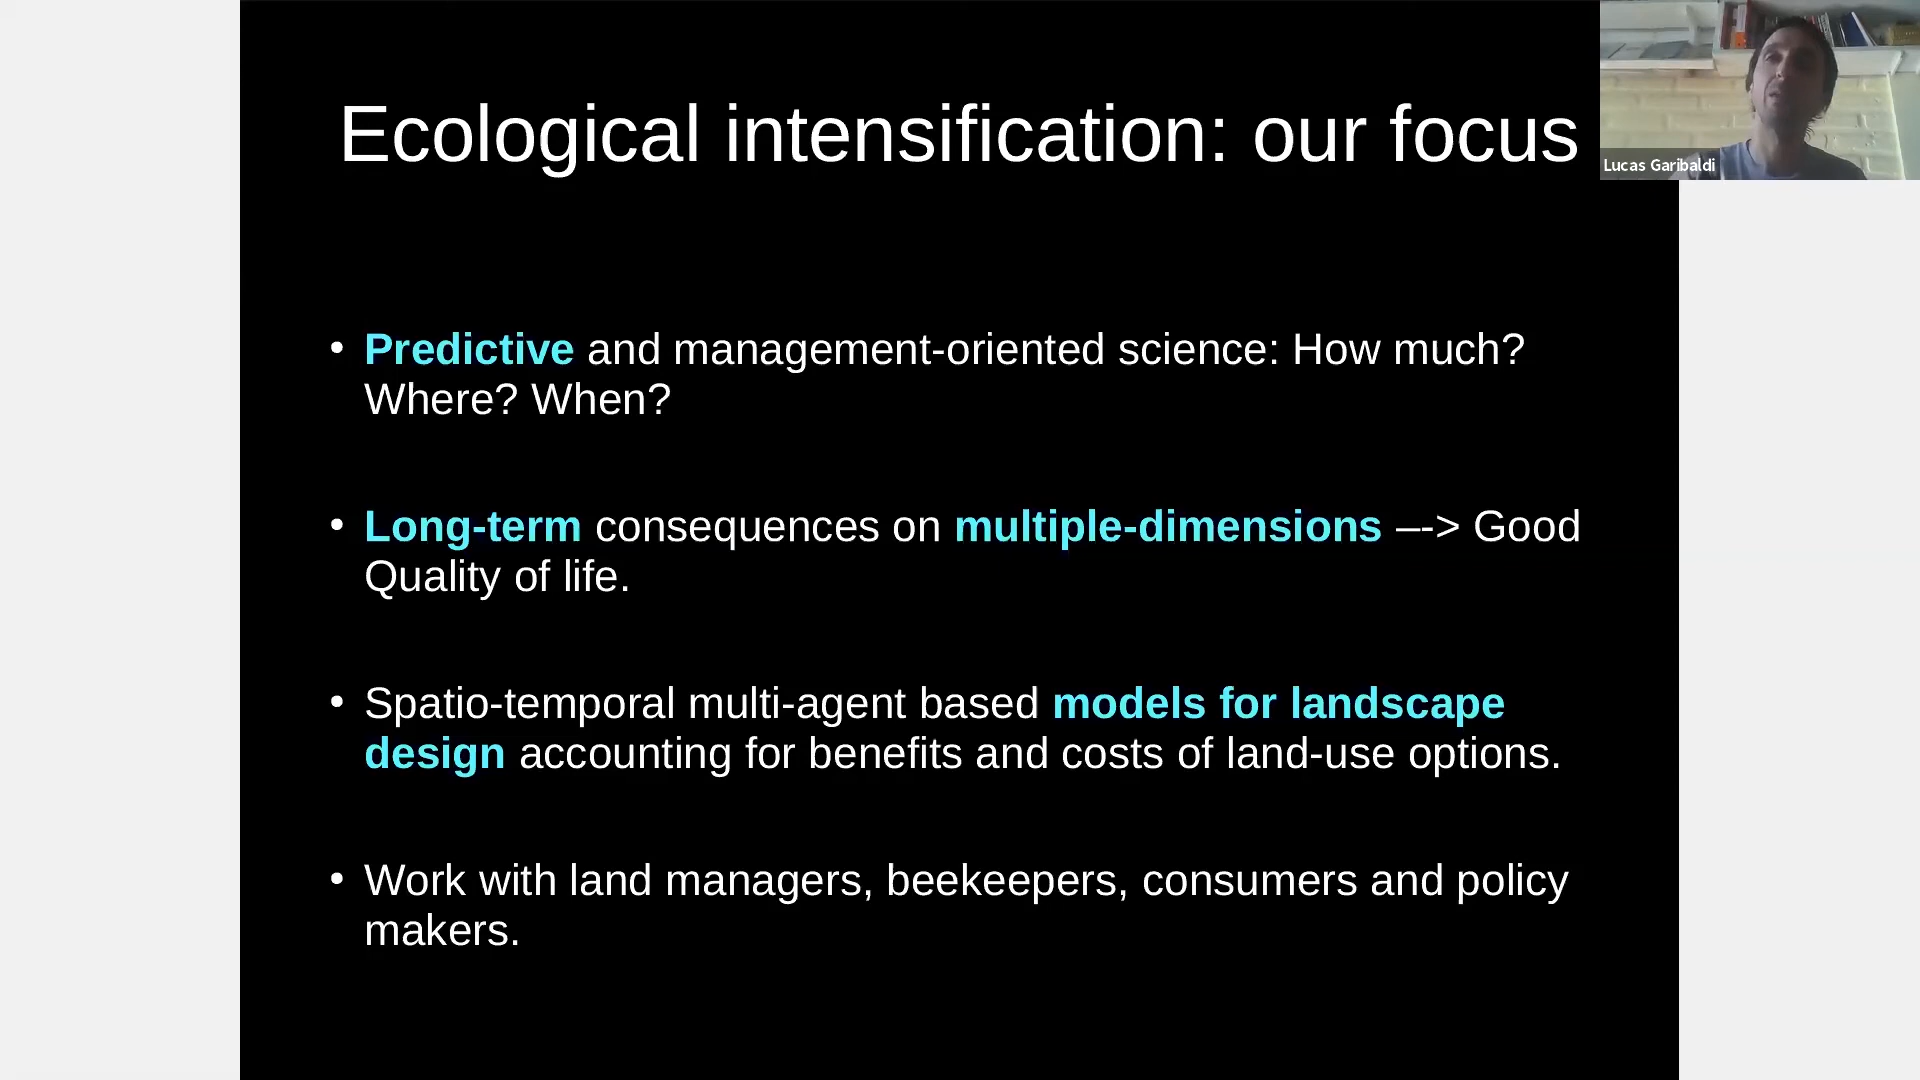 Ecological intensification: our focus
Lucas Garibaldi
• Predictive and management-oriented science: How much?
Where? When?
• Long-term consequences on multiple-dimensions –-> Good
Quality of life.
• Spatio-temporal multi-agent based models for landscape
design accounting for benefits and costs of land-use options.
• Work with land managers, beekeepers, consumers and policy
makers.